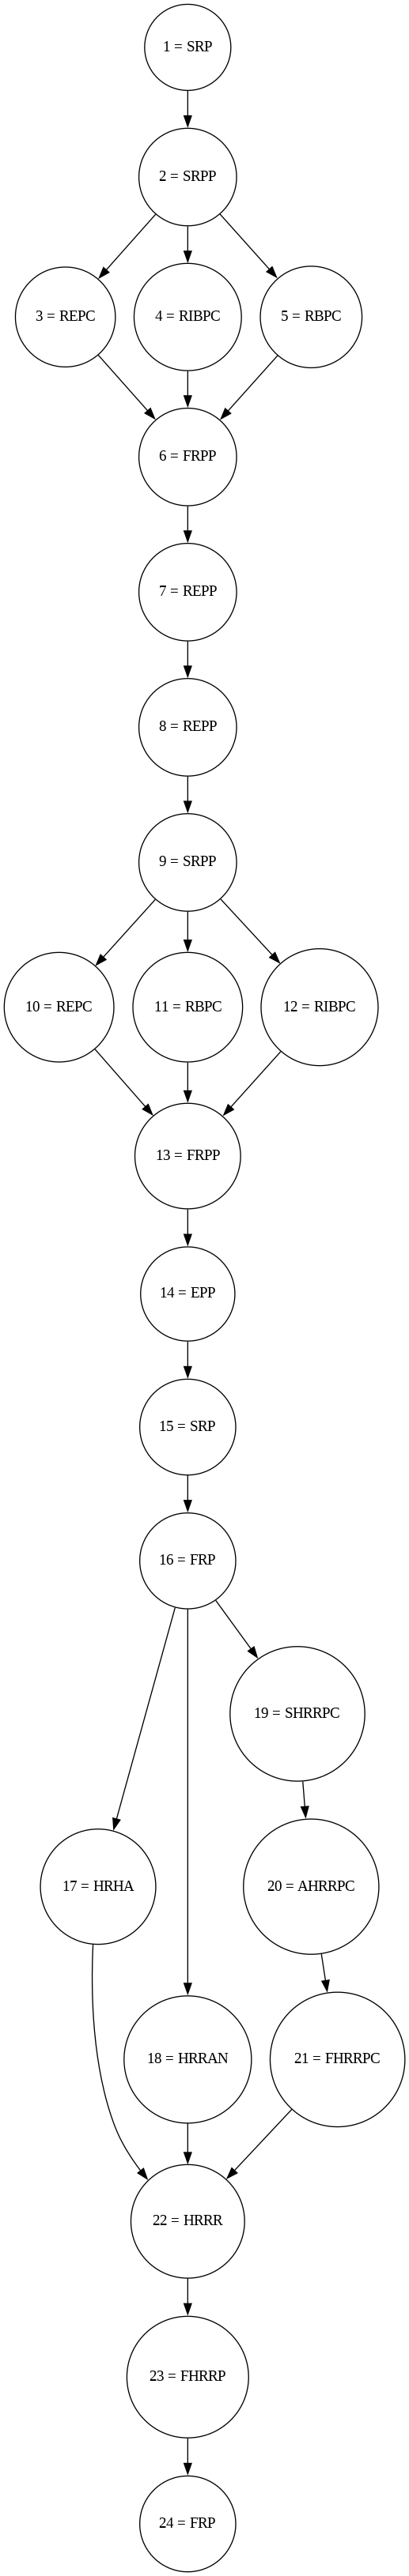 1 = SRP
2 = SRPP
3 = REPC
4 = RIBPC
5 = RBPC
6 = FRPP
7 = REPP
8 = REPP
9 = SRPP
10 = REPC
11 = RBPC
12 = RIBPC
13 = FRPP
14 = EPP
15 = SRP
16 = FRP
19 = SHRRPC
17 = HRHA
20 = AHRRPC
18 = HRRAN
21 = FHRRPC
22 = HRRR
23 = FHRRP
24 = FRP